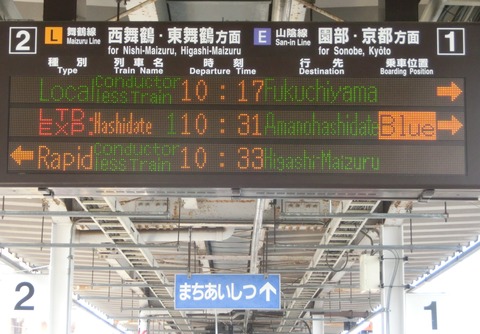 2 L 舞鶴線 Maizuru Line 西舞鶴・東舞鶴方面 for Nishi-Maizuru, Higashi-Maizuru E 山陰線 San-in Line 園部・京都方面 for Sonobe, Kyōto 1
種別 Type 列車名 Train Name 時刻 Departure Time 行先 Destination 乗車位置 Boarding Position
Local Conductor less Train 10:17 Fukuchiyama →
LTD. EXP. Hashidate 1 10:31 Amanohashidate Blue →
← Rapid Conductor less Train 10:33 Higashi-Maizuru
まちあいしつ ↑
2
1